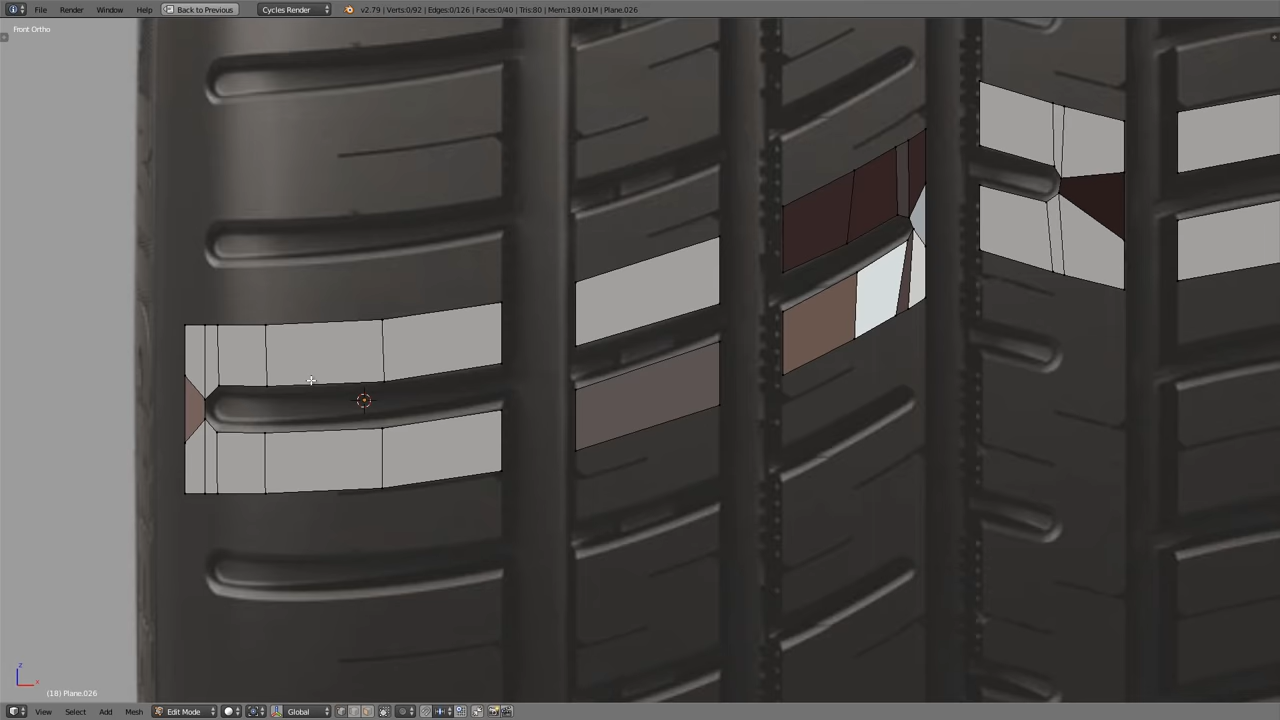 File Render Window Help Back to Previous Cycles Render v2.79 | Verts:0/92 | Edges:0/126 | Faces:0/40 | Tris:80 | Mem:189.01M | Plane.026
Front Ortho
z
x
(18) Plane.026
View Select Add Mesh Edit Mode Global